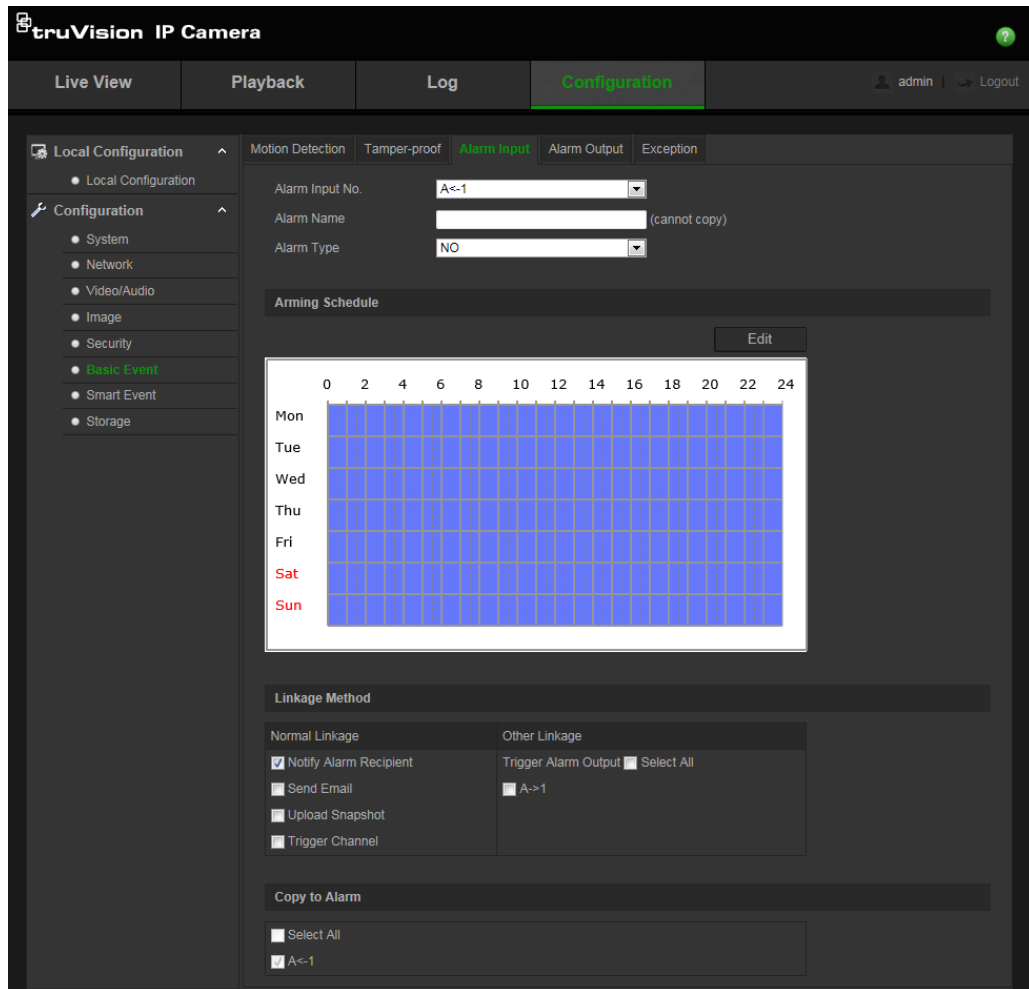 truVision IP Camera
?
Live View Playback Log Configuration admin | Logout
Local Configuration
Local Configuration
Configuration
System
Network
Video/Audio
Image
Security
Basic Event
Smart Event
Storage
Motion Detection Tamper-proof Alarm Input Alarm Output Exception
Alarm Input No. A<-1
Alarm Name (cannot copy)
Alarm Type NO
Arming Schedule
Edit
0 2 4 6 8 10 12 14 16 18 20 22 24
Mon
Tue
Wed
Thu
Fri
Sat
Sun
Linkage Method
Normal Linkage Other Linkage
Notify Alarm Recipient Trigger Alarm Output Select All
Send Email A->1
Upload Snapshot
Trigger Channel
Copy to Alarm
Select All
A<-1